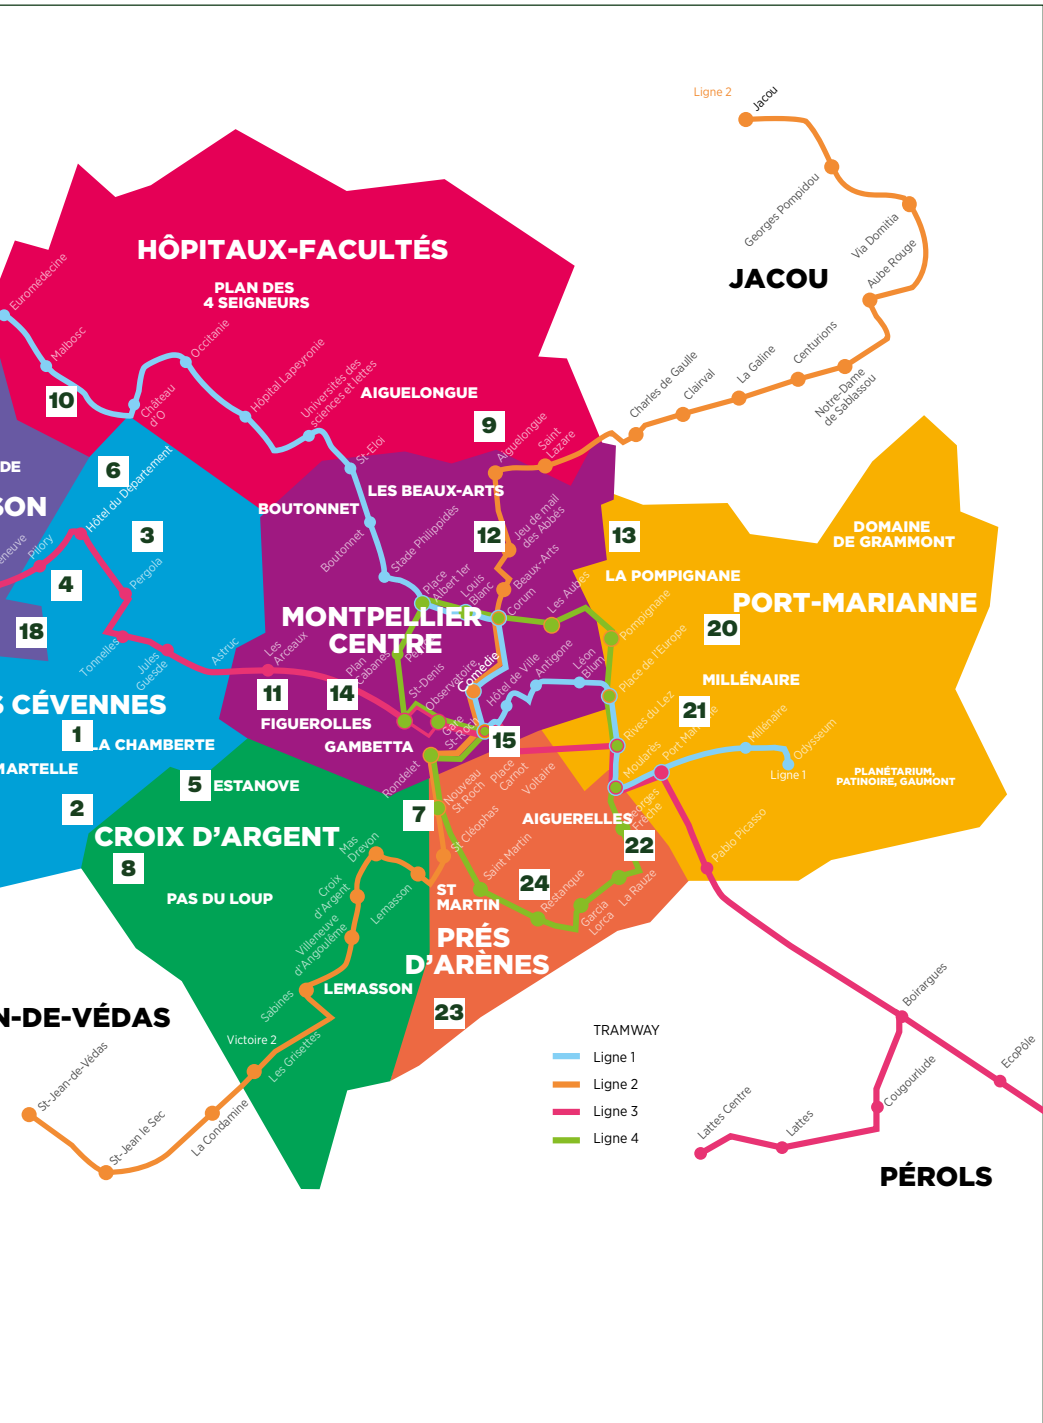 Ligne 2
Jacou
Georges Pompidou
Via Domitia
Aube Rouge
JACOU
Centurions
Notre-Dame
de Sablassou
La Galine
Clairval
Charles de Gaulle
HÔPITAUX-FACULTÉS
PLAN DES
4 SEIGNEURS
Euromédecine
Malbosc
Occitanie
Château
d'O
Hôpital Lapeyronie
Universités des
sciences et lettes
AIGUELONGUE
10
9
Aiguelongue
Saint
Lazare
St-Eloi
DE
SON
6
Hôtel du Département
3
LES BEAUX-ARTS
BOUTONNET
Boutonnet
Stade Philippidès
12
Jeu de mail
des Abbés
13
DOMAINE
DE GRAMMONT
Pilory
4
Pergola
18
Place
Albert 1er
Louis
Blanc
Beaux-Arts
Corum
Les Aubes
LA POMPIGNANE
Pompignane
PORT-MARIANNE
20
MONTPELLIER
CENTRE
Tonnelles
Jules
Guesde
Astruc
Les
Arceaux
Plan
Cabanes
St-Denis
Observatoire
Comédie
Gare
St-Roch
Hôtel de Ville
Antigone
Léon
Blum
Place de l'Europe
MILLÉNAIRE
21
S CÉVENNES
1
LA CHAMBERTE
MARTELLE
2
11
14
FIGUEROLLES
GAMBETTA
15
Rives du Lez
Moularès
Millénaire
Odysseum
Ligne 1
PLANÉTARIUM,
PATINOIRE, GAUMONT
5
ESTANOVE
Rondelet
Nouveau
St Roch
Place
Carnot
Voltaire
7
AIGUERELLES
22
Pablo Picasso
CROIX D'ARGENT
8
PAS DU LOUP
Mas
Drevon
Croix
d'Argent
Lemasson
St Cléophas
Saint Martin
24
Restanque
Garcia
Lorca
La Rauze
ST
MARTIN
PRÉS
D'ARÈNES
Villeneuve
d'Angoulême
LEMASSON
Sabines
23
N-DE-VÉDAS
Victoire 2
Les Grisettes
St-Jean-de-Védas
St-Jean le Sec
La Condamine
TRAMWAY
Ligne 1
Ligne 2
Ligne 3
Ligne 4
Boirargues
EcoPôle
Cougourlude
Lattes Centre
Lattes
PÉROLS